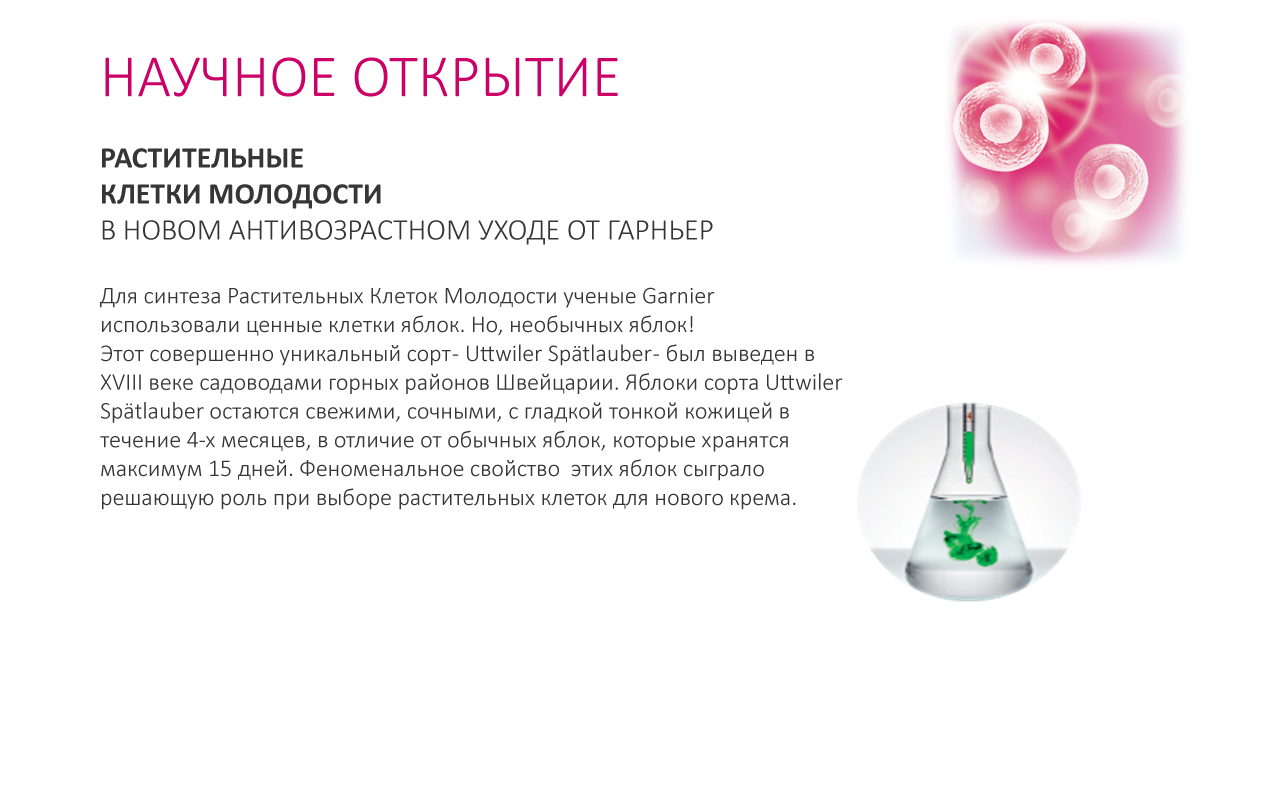 НАУЧНОЕ ОТКРЫТИЕ
РАСТИТЕЛЬНЫЕ
КЛЕТКИ МОЛОДОСТИ
В НОВОМ АНТИВОЗРАСТНОМ УХОДЕ ОТ ГАРНЬЕР
Для синтеза Растительных Клеток Молодости ученые Garnier
использовали ценные клетки яблок. Но, необычных яблок!
Этот совершенно уникальный сорт- Uttwiler Spätlauber- был выведен в
XVIII веке садоводами горных районов Швейцарии. Яблоки сорта Uttwiler
Spätlauber остаются свежими, сочными, с гладкой тонкой кожицей в
течение 4-х месяцев, в отличие от обычных яблок, которые хранятся
максимум 15 дней. Феноменальное свойство  этих яблок сыграло
решающую роль при выборе растительных клеток для нового крема.